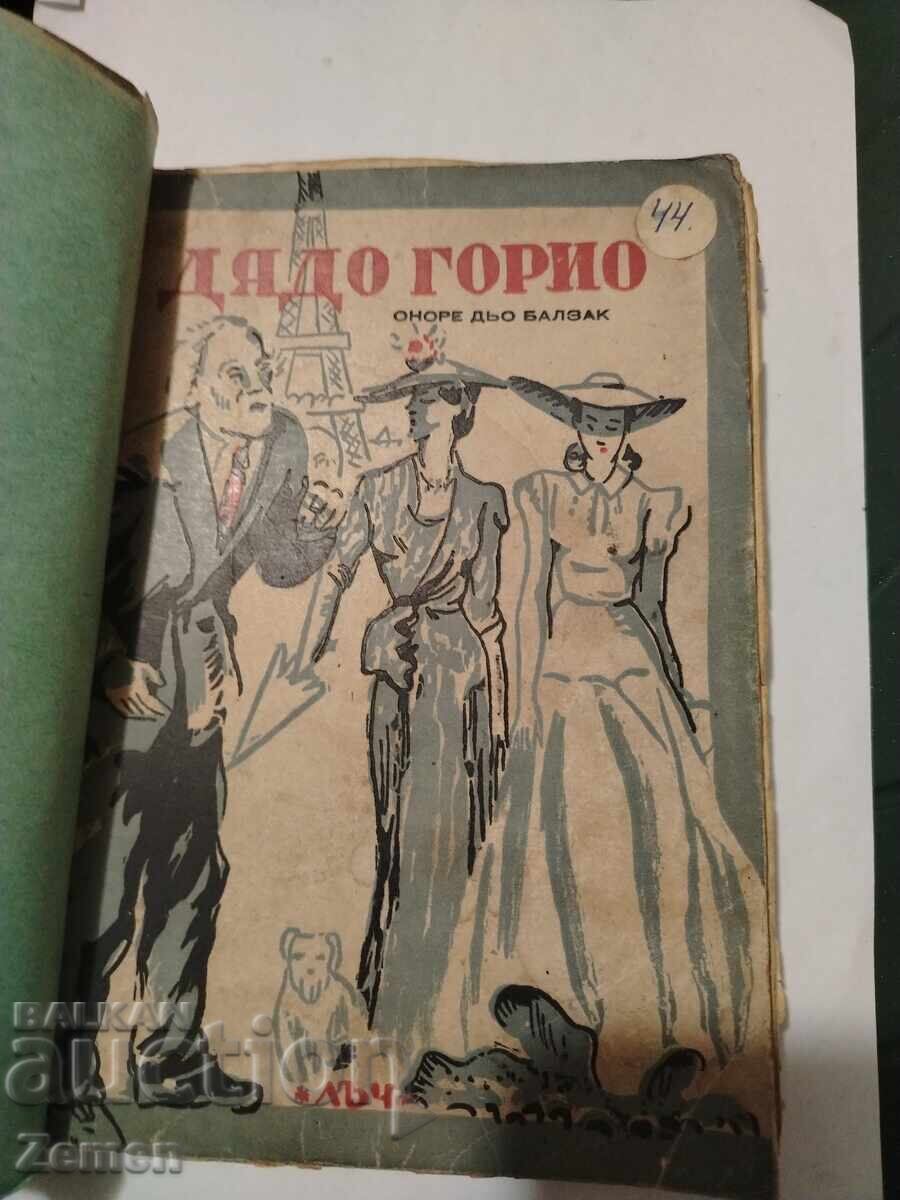 44.
ДЯДО ГОРИО
ОНОРЕ ДЬО БАЛЗАК
*ЛЪЧ*
BALKAN
auction
Zemen